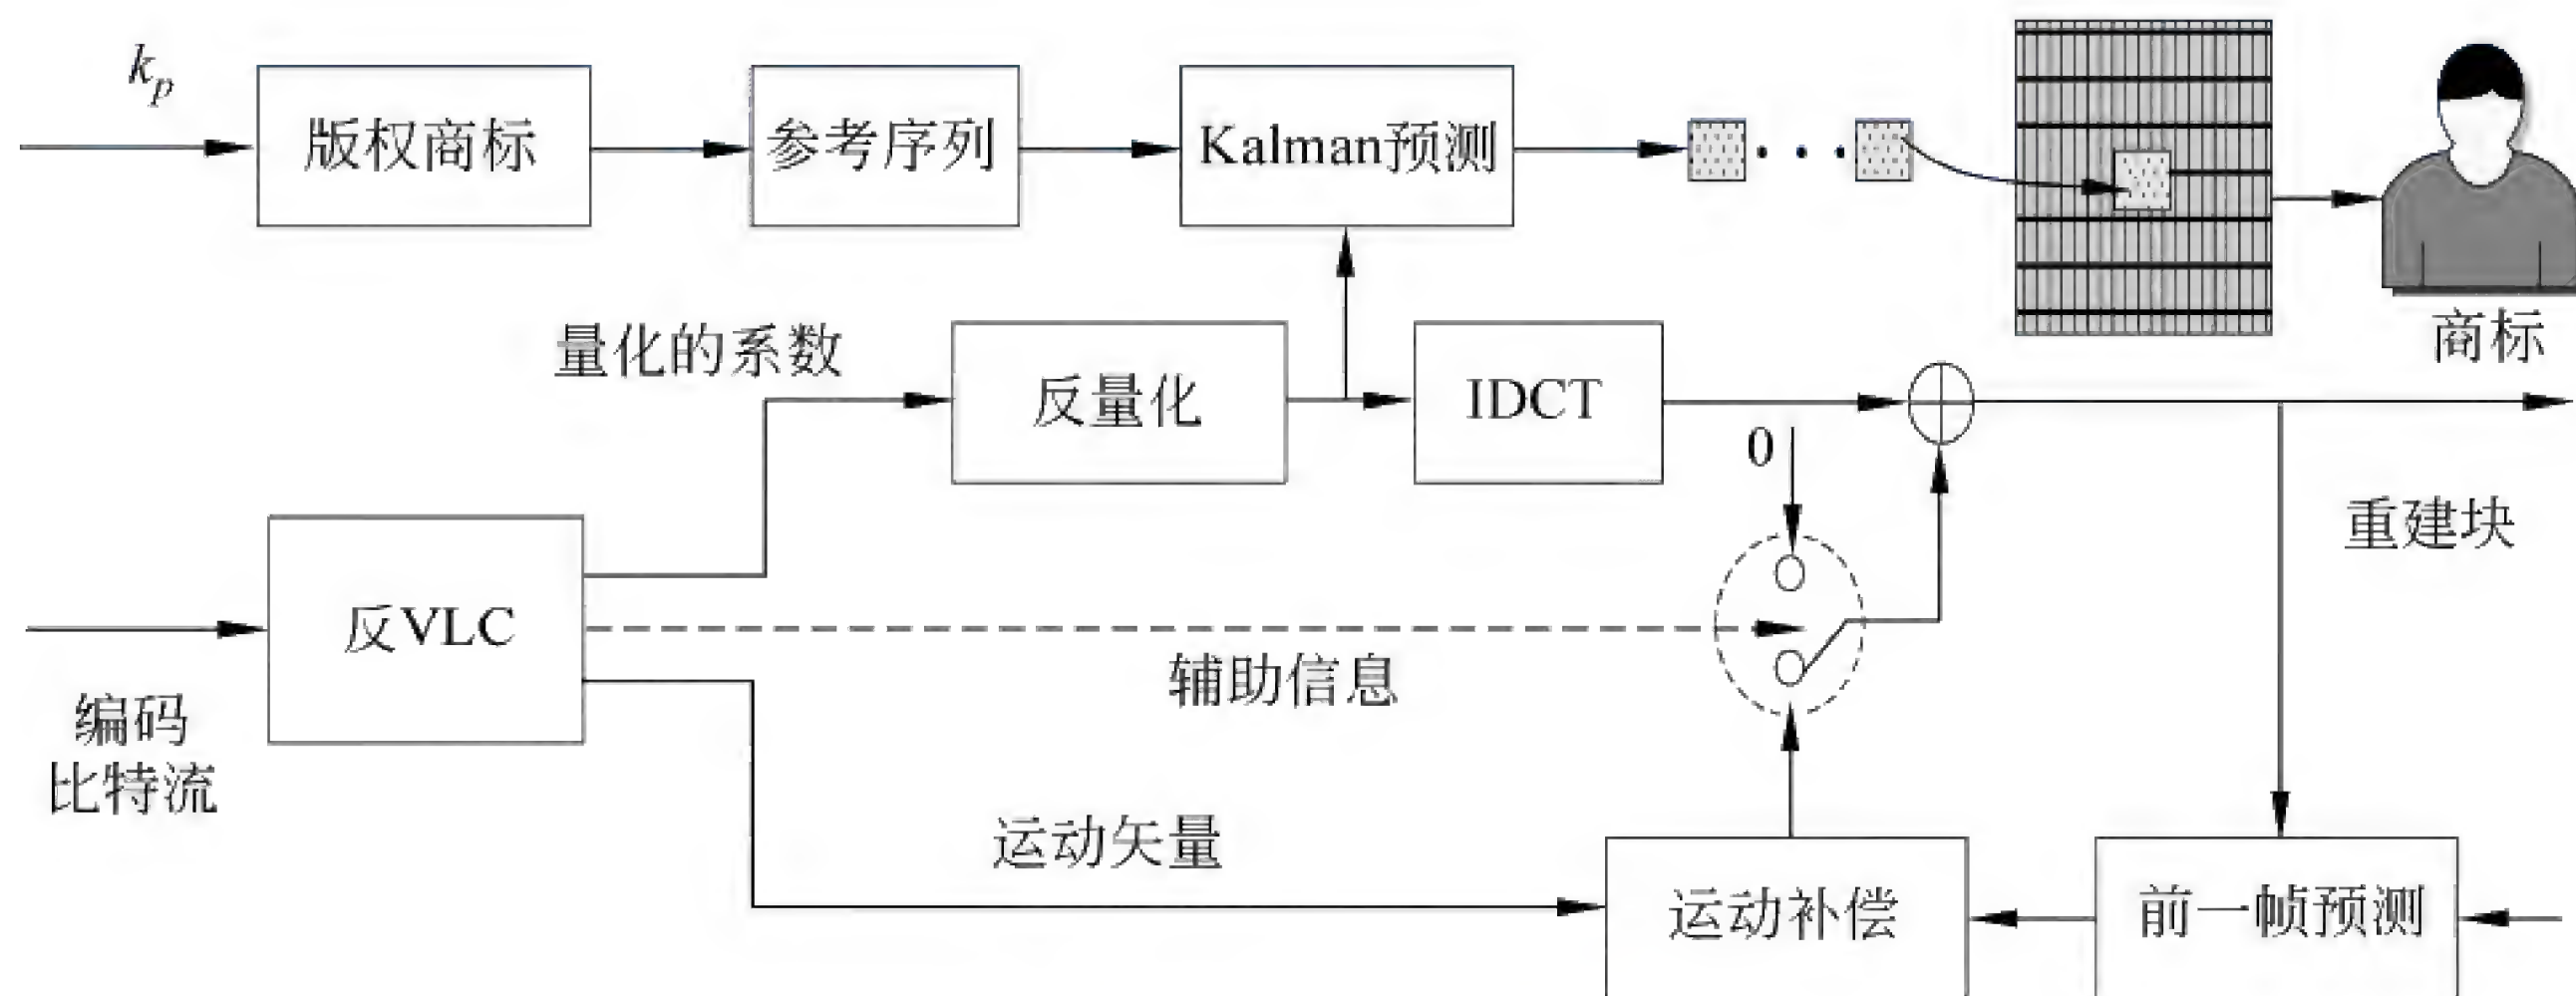 k_p
版权商标
参考序列
Kalman预测
商标
量化的系数
反量化
IDCT
0
重建块
反VLC
辅助信息
编码
比特流
运动矢量
运动补偿
前一帧预测